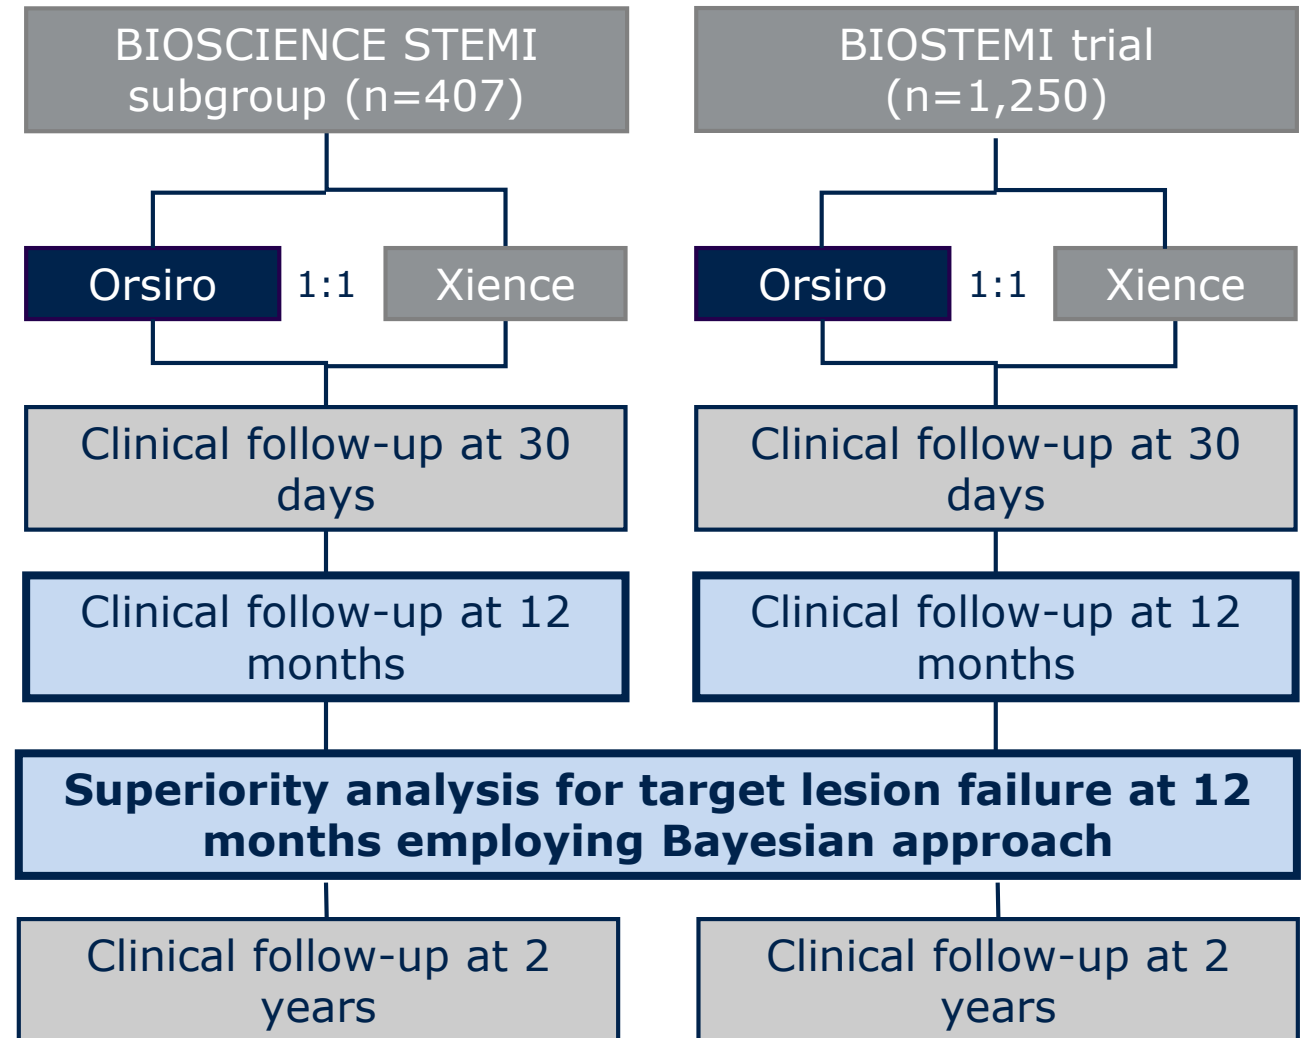 BIOSCIENCE STEMI
subgroup (n=407)
BIOSTEMI trial
(n=1,250)
Orsiro
1:1
Xience
Orsiro
1:1
Xience
Clinical follow-up at 30
days
Clinical follow-up at 30
days
Clinical follow-up at 12
months
Clinical follow-up at 12
months
Superiority analysis for target lesion failure at 12
months employing Bayesian approach
Clinical follow-up at 2
years
Clinical follow-up at 2
years